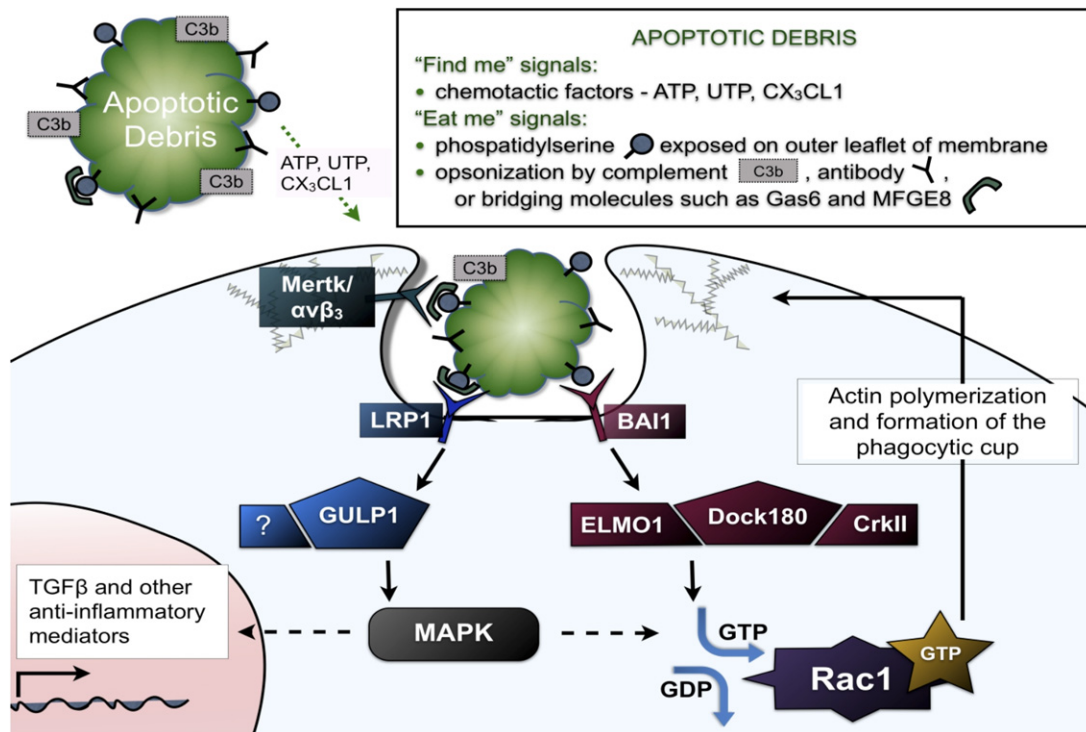 C3b
Apoptotic
Debris
C3b
C3b
ATP, UTP,
CX₃CL1
APOPTOTIC DEBRIS
“Find me” signals:
• chemotactic factors - ATP, UTP, CX₃CL1
“Eat me” signals:
• phospatidylserine exposed on outer leaflet of membrane
• opsonization by complement C3b , antibody ,
or bridging molecules such as Gas6 and MFGE8
C3b
Mertk/
αvβ₃
LRP1
BAI1
Actin polymerization
and formation of the
phagocytic cup
? GULP1
ELMO1 Dock180 CrkII
TGFβ and other
anti-inflammatory
mediators
MAPK
GTP
GDP
Rac1
GTP